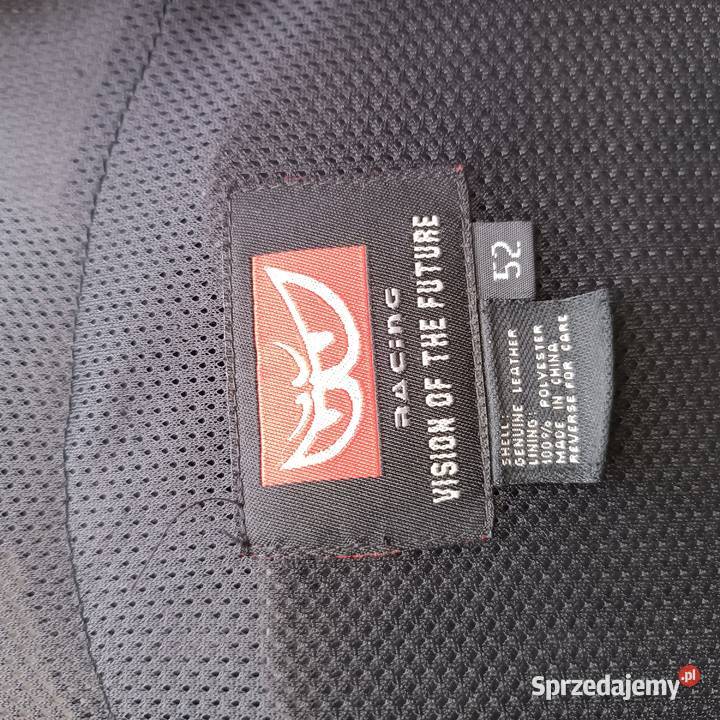 RACING
VISION OF THE FUTURE
52
SHELL:
GENUINE LEATHER
LINING:
100% POLYESTER
MADE IN CHINA
REVERSE FOR CARE
Sprzedajemy.pl